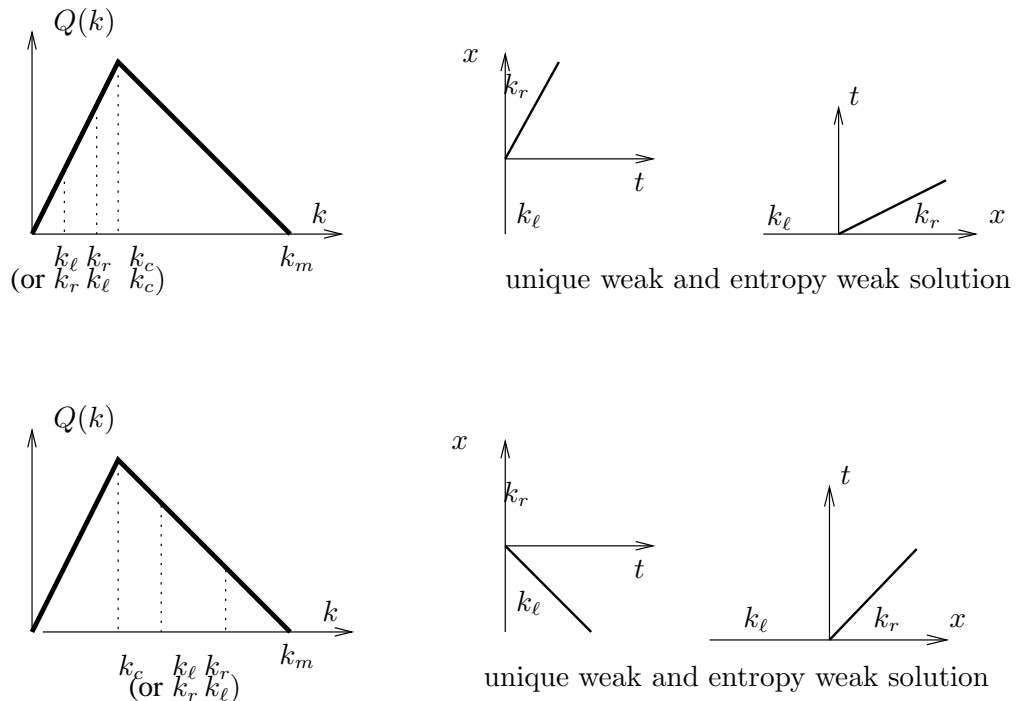 Q(k)
k
k_ℓ k_r k_c k_m
(or k_r k_ℓ k_c)
x
k_r
t
k_ℓ
t
k_ℓ k_r x
unique weak and entropy weak solution
Q(k)
k
k_c k_ℓ k_r k_m
(or k_r k_ℓ)
x
k_r
t
k_ℓ
t
k_ℓ k_r x
unique weak and entropy weak solution